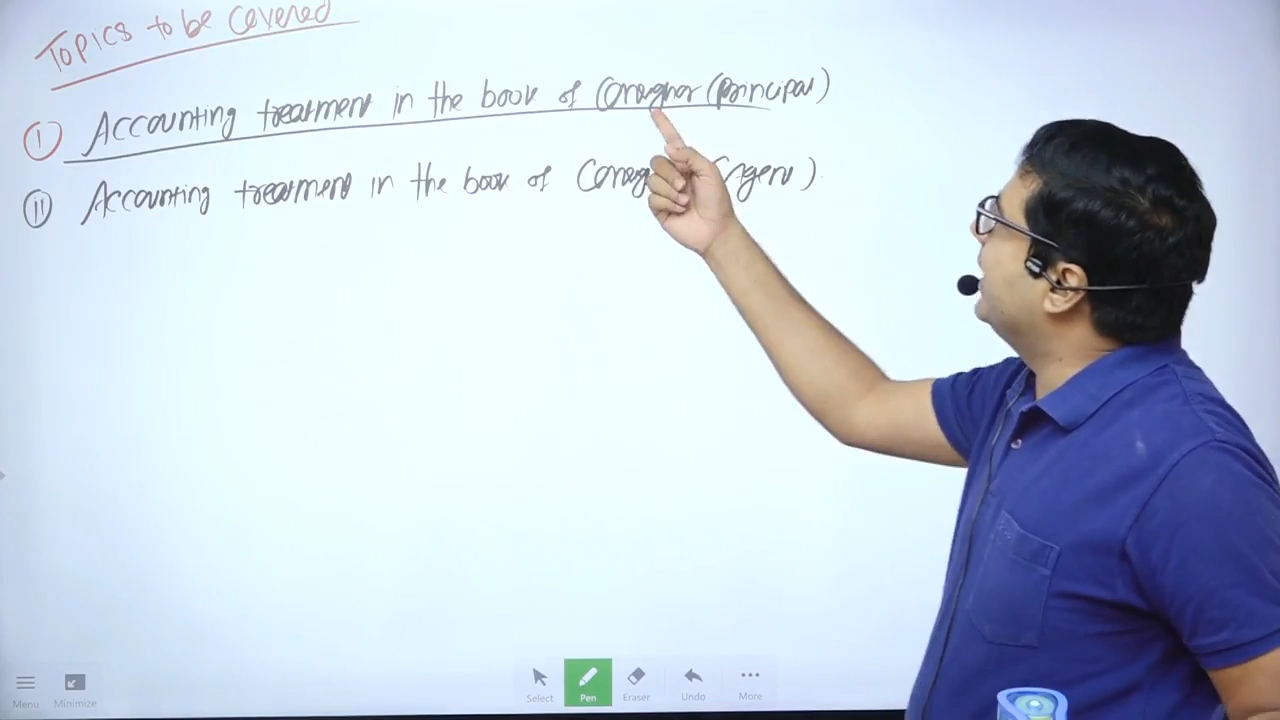 Topics to be Covered
I Accounting treatment in the book of Consignor (Principal)
II Accounting treatment in the book of (Agent)
Menu Minimize Select Pen Eraser Undo More